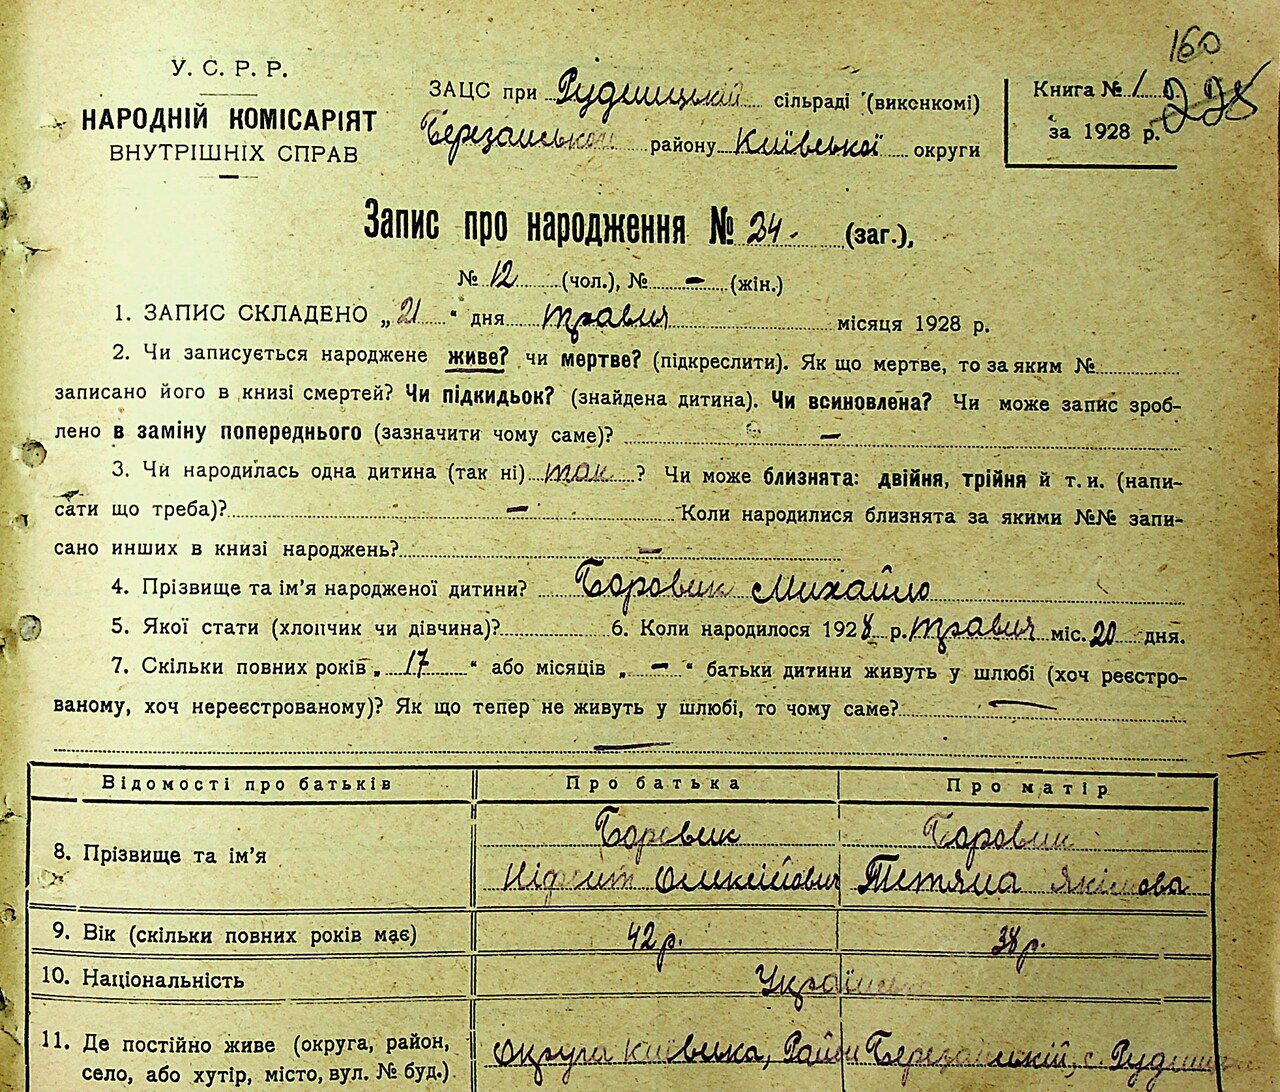 160
У. С. Р. Р.
НАРОДНІЙ КОМІСАРІЯТ
ВНУТРІШНІХ СПРАВ
ЗАЦС при Рудницькій сільраді (викенкомі)
Березанського району Київської округи
Книга № 1 228
за 1928 р.
Запис про народження № 24. (заг.),
№ 12 (чол.), № – (жін.)
1. ЗАПИС СКЛАДЕНО „21“ дня травня місяця 1928 р.
2. Чи записується народжене живе? чи мертве? (підкреслити). Як що мертве, то за яким №
записано його в книзі смертей? Чи підкидьок? (знайдена дитина). Чи всиновлена? Чи може запис зроб-
лено в заміну попереднього (зазначити чому саме)? –
3. Чи народилась одна дитина (так ні) так ? Чи може близнята: двійня, трійня й т. и. (напи-
сати що треба)? – Коли народилися близнята за якими №№ запи-
сано инших в книзі народжень? –
4. Прізвище та ім’я народженої дитини? Боровик Михайло
5. Якої стати (хлопчик чи дівчина)? 6. Коли народилося 1928 р. травня міс. 20 дня.
7. Скільки повних років „17“ або місяців „–“ батьки дитини живуть у шлюбі (хоч реєстро-
ваному, хоч нереєстрованому)? Як що тепер не живуть у шлюбі, то чому саме? –
–
Відомості про батьків Про батька Про матір
8. Прізвище та ім’я Боровик Боровик
Олексійович Тетяна Якімова
9. Вік (скільки повних років має) 42 р. 38 р.
10. Національність
11. Де постійно живе (округа, район,
село, або хутір, місто, вул. № буд.). округа Київська, Район Березанський, с.